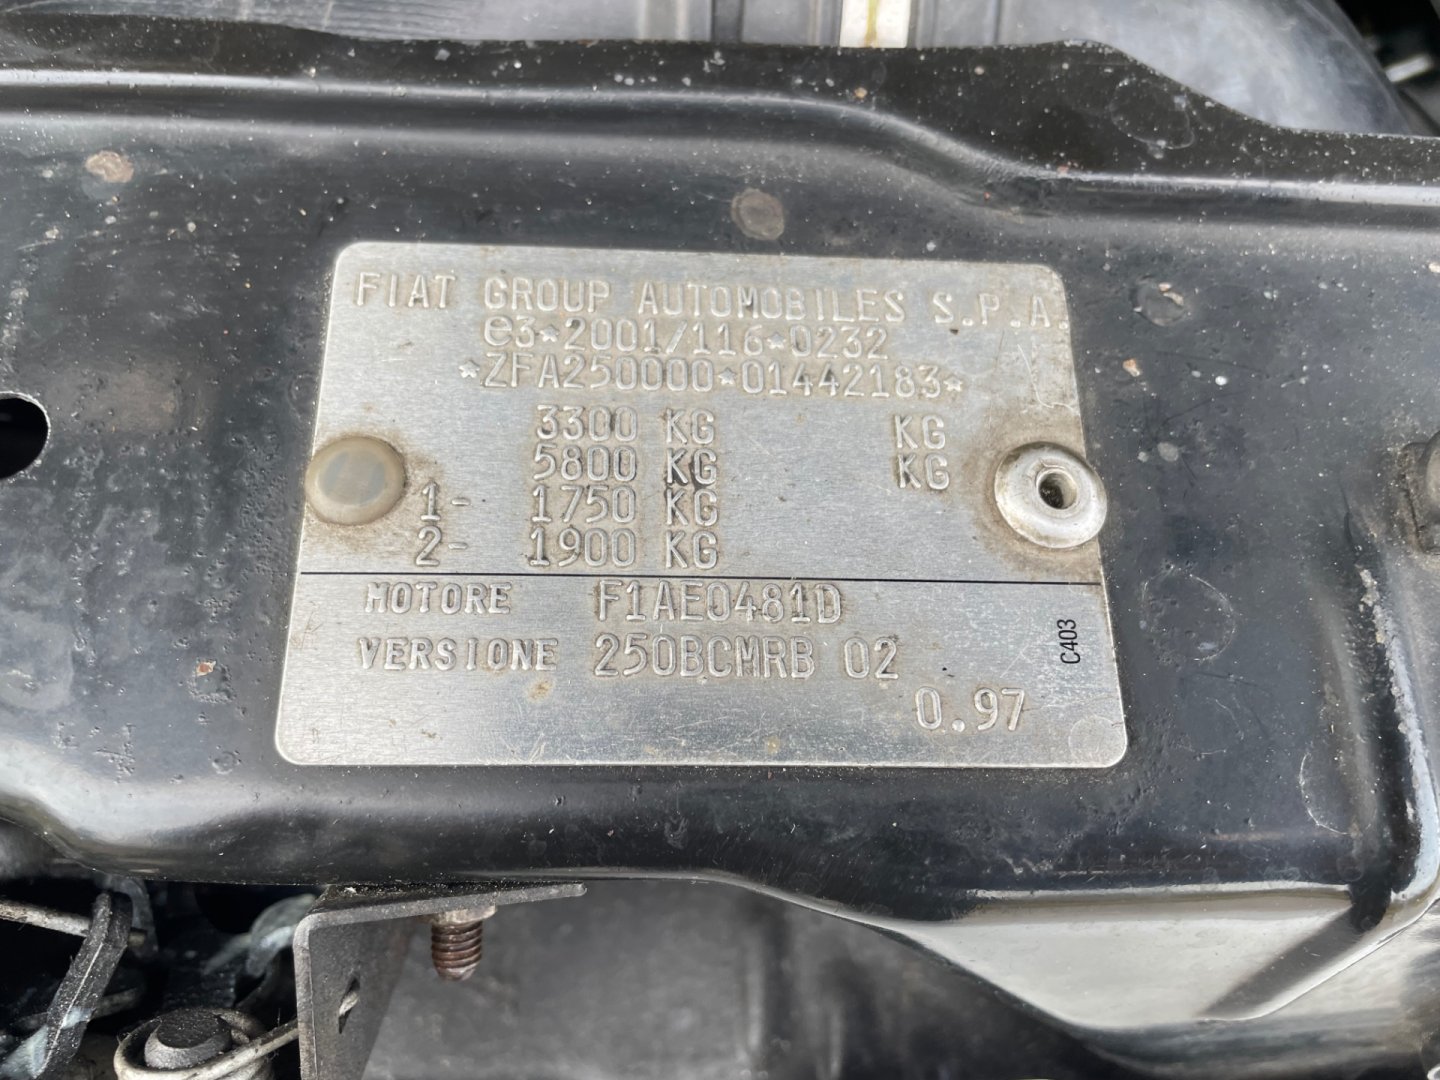 FIAT GROUP AUTOMOBILES S.P.A.
e3*2001/116*0232
*ZFA250000*01442183*
3300 KG KG
5800 KG KG
1- 1750 KG
2- 1900 KG
MOTORE F1AE0481D
VERSIONE 250BCMRB 02
0.97
C403